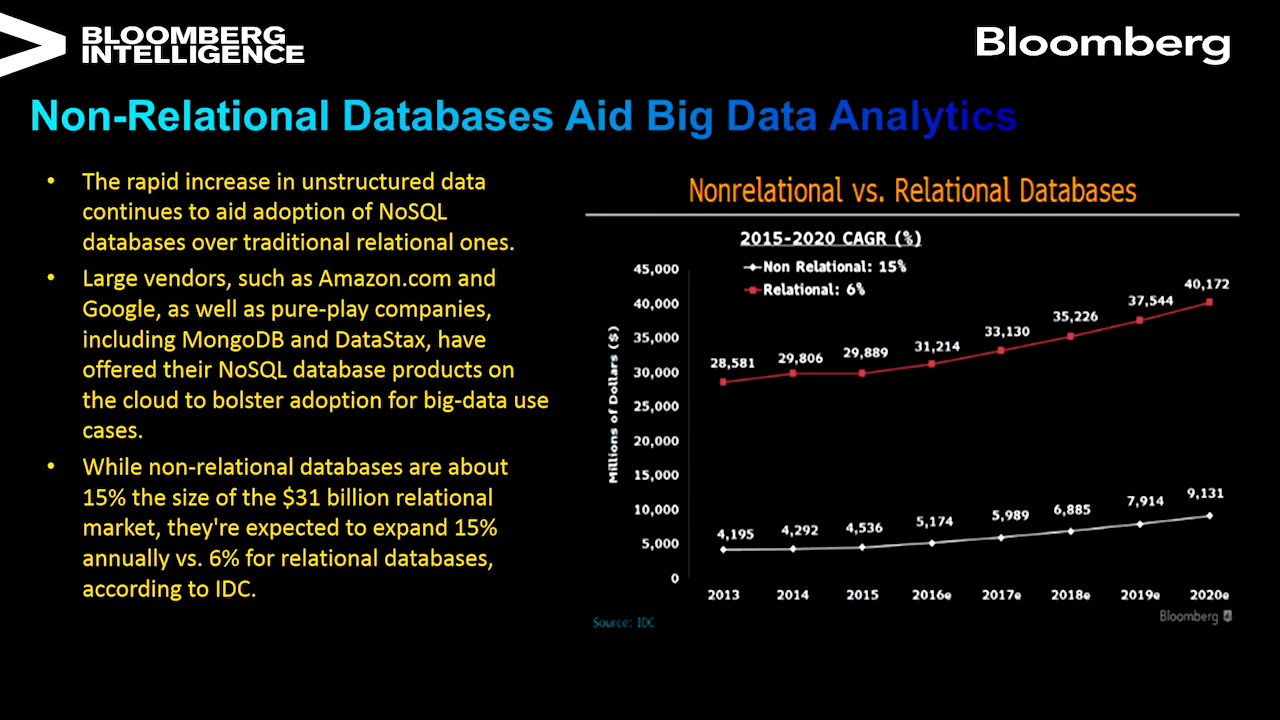 BLOOMBERG
INTELLIGENCE
Bloomberg
Non-Relational Databases Aid Big Data Analytics
• The rapid increase in unstructured data
continues to aid adoption of NoSQL
databases over traditional relational ones.
• Large vendors, such as Amazon.com and
Google, as well as pure-play companies,
including MongoDB and DataStax, have
offered their NoSQL database products on
the cloud to bolster adoption for big-data use
cases.
• While non-relational databases are about
15% the size of the $31 billion relational
market, they're expected to expand 15%
annually vs. 6% for relational databases,
according to IDC.
Nonrelational vs. Relational Databases
2015-2020 CAGR (%)
Non Relational: 15%
Relational: 6%
Millions of Dollars ($)
45,000
40,000
35,000
30,000
25,000
20,000
15,000
10,000
5,000
0
28,581 29,806 29,889 31,214 33,130 35,226 37,544 40,172
4,195 4,292 4,536 5,174 5,989 6,885 7,914 9,131
2013 2014 2015 2016e 2017e 2018e 2019e 2020e
Source: IDC
Bloomberg